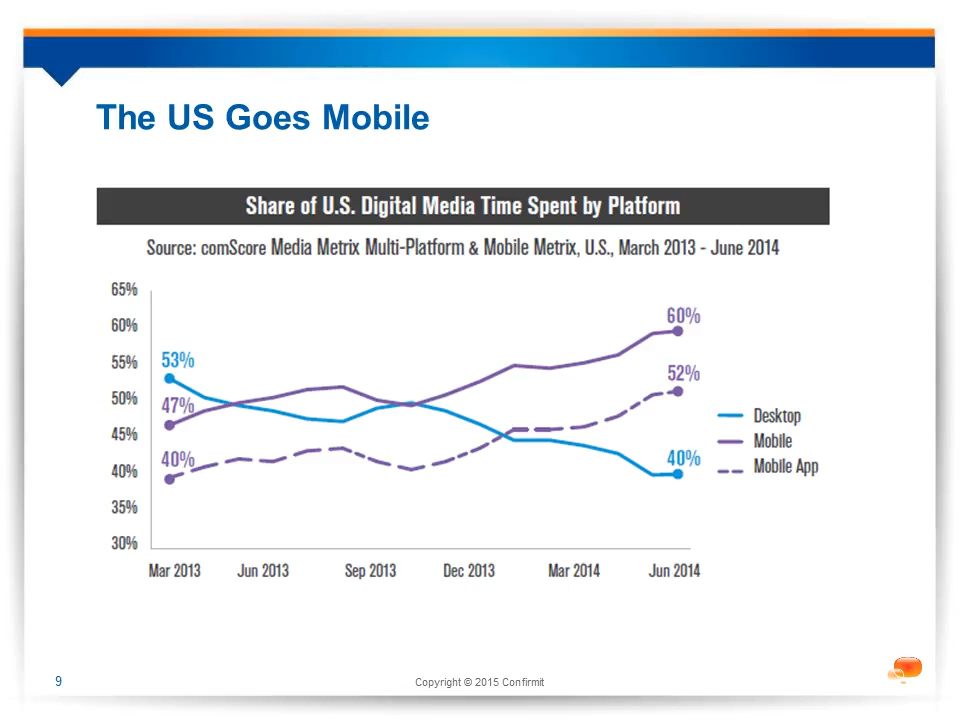 The US Goes Mobile
Share of U.S. Digital Media Time Spent by Platform
Source: comScore Media Metrix Multi-Platform & Mobile Metrix, U.S., March 2013 - June 2014
65%
60%
55%
50%
45%
40%
35%
30%
53%
47%
40%
60%
52%
40%
Desktop
Mobile
Mobile App
Mar 2013 Jun 2013 Sep 2013 Dec 2013 Mar 2014 Jun 2014
9
Copyright © 2015 Confirmit